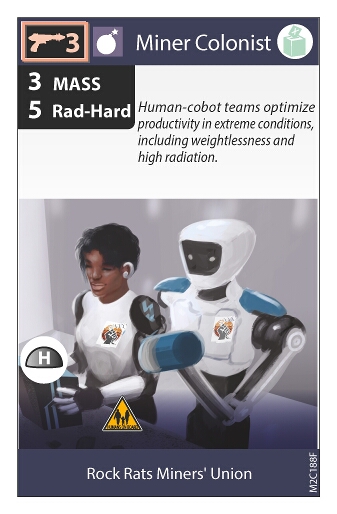 3
Miner Colonist
3 MASS
5 Rad-Hard
Human-cobot teams optimize
productivity in extreme conditions,
including weightlessness and
high radiation.
H
Rock Rats Miners' Union
M2C188F